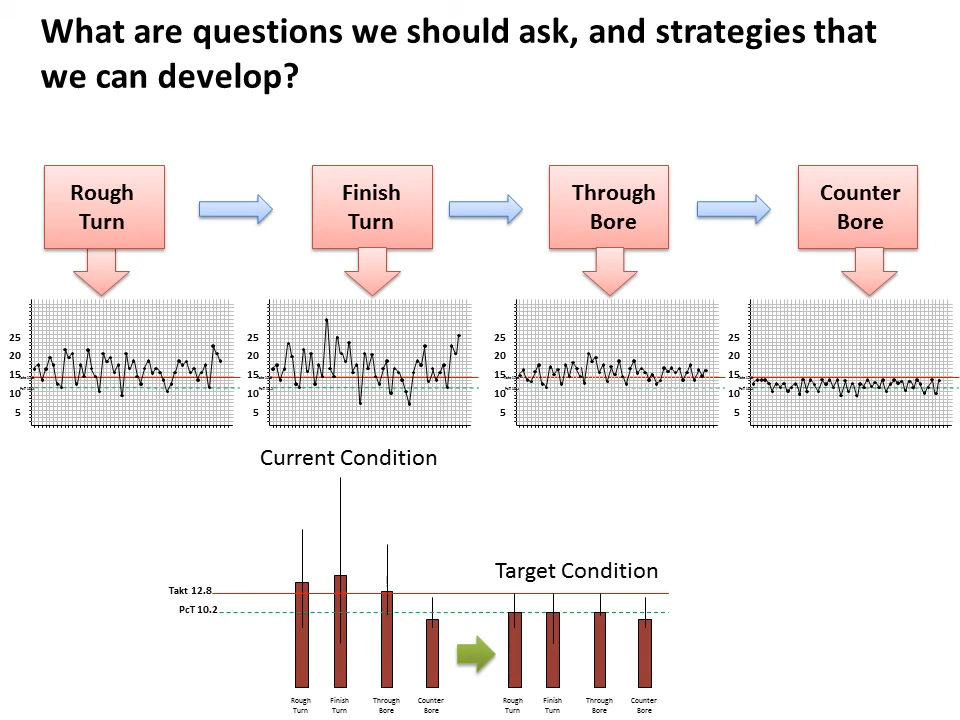 What are questions we should ask, and strategies that
we can develop?
Rough
Turn
Finish
Turn
Through
Bore
Counter
Bore
25
20
15
10
5
25
20
15
10
5
25
20
15
10
5
25
20
15
10
5
Current Condition
Target Condition
Takt 12.8
PcT 10.2
Rough
Turn
Finish
Turn
Through
Bore
Counter
Bore
Rough
Turn
Finish
Turn
Through
Bore
Counter
Bore